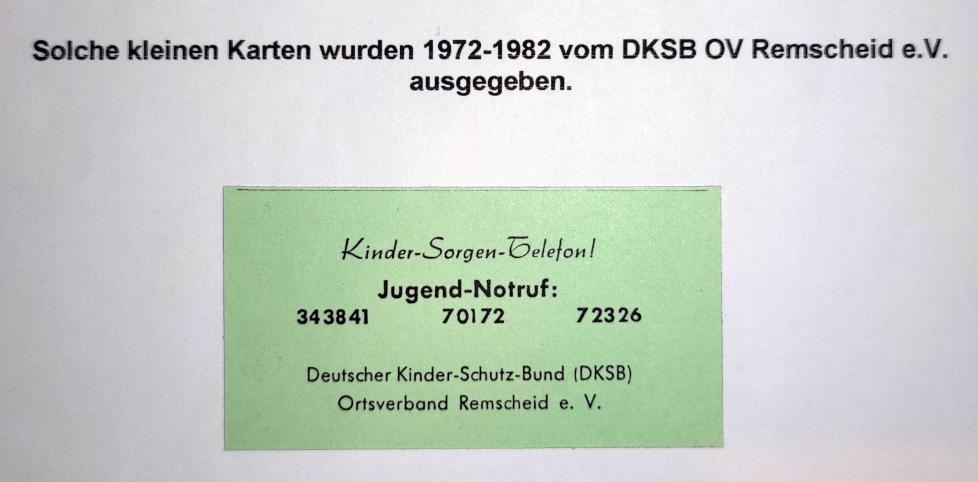 Solche kleinen Karten wurden 1972-1982 vom DKSB OV Remscheid e.V.
ausgegeben.
Kinder-Sorgen-Telefon!
Jugend-Notruf:
343841 70172 72326
Deutscher Kinder-Schutz-Bund (DKSB)
Ortsverband Remscheid e. V.